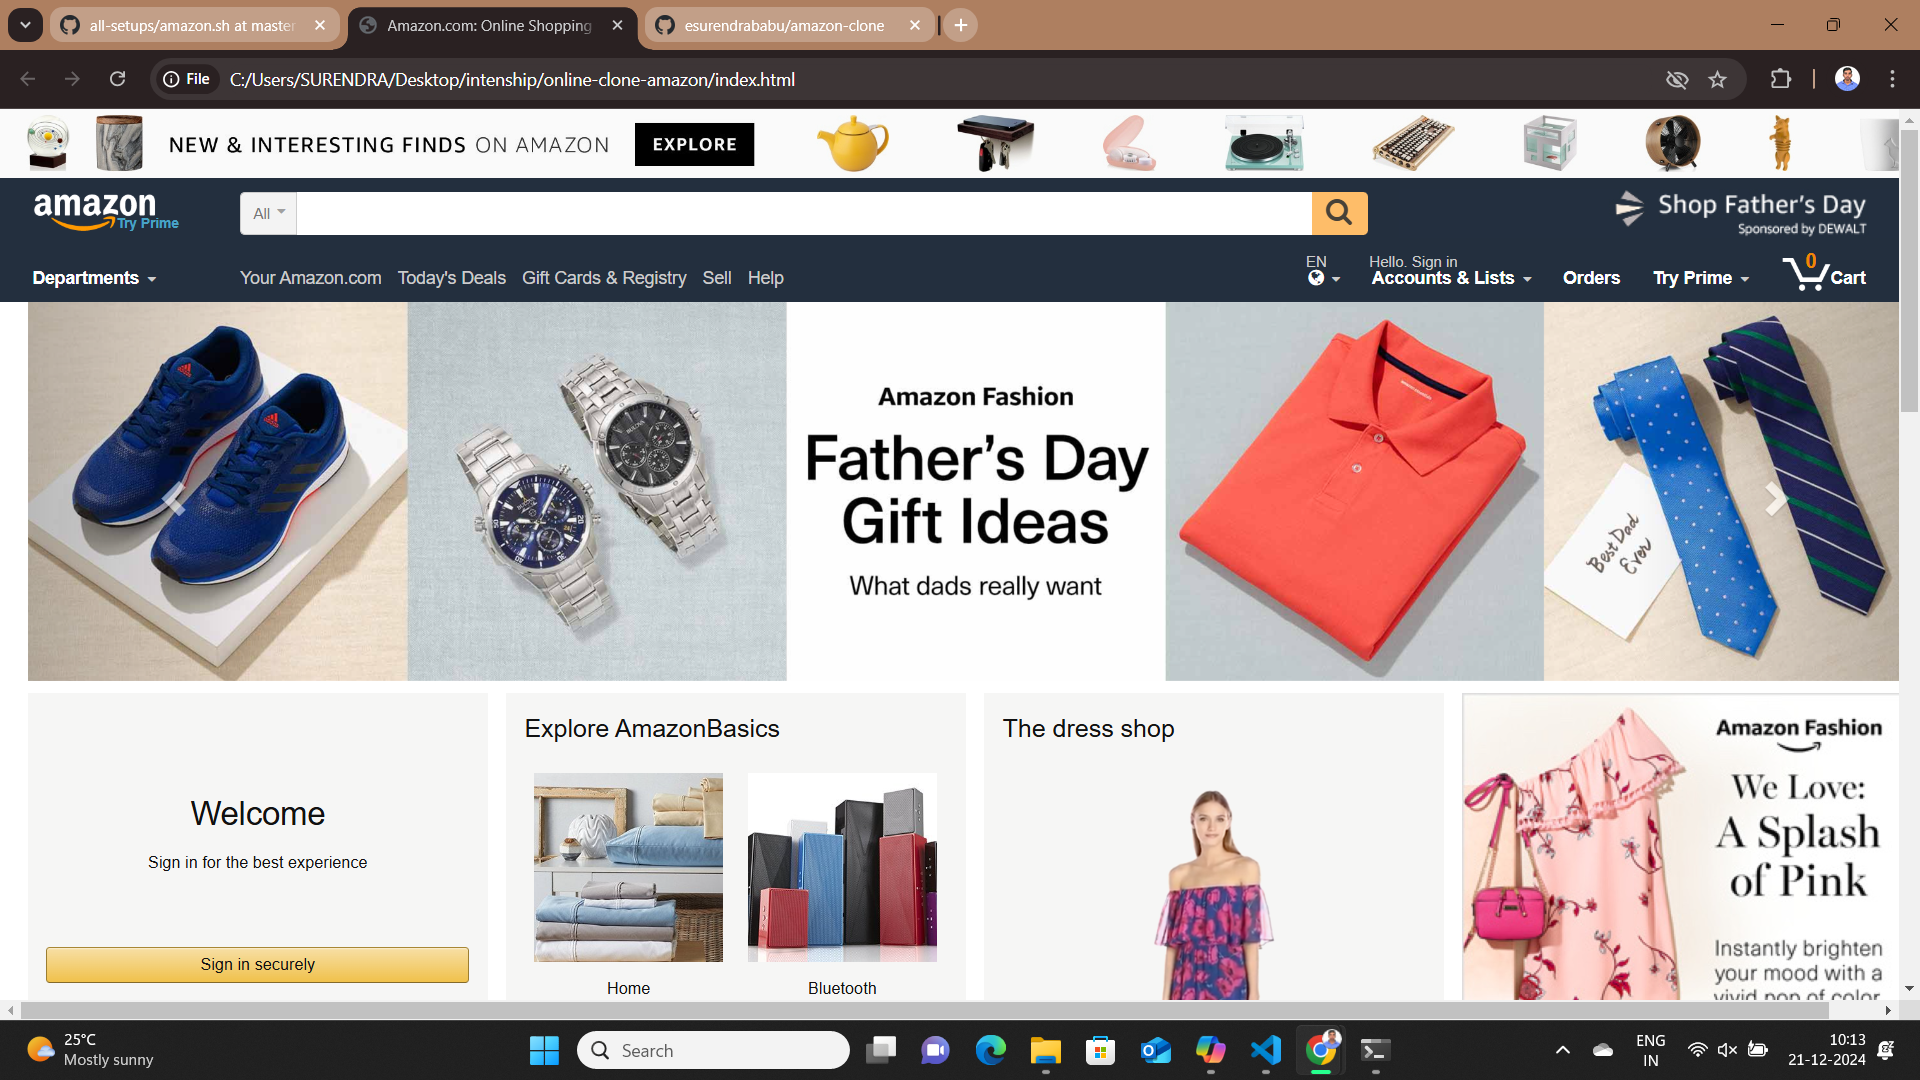 all-setups/amazon.sh at master
Amazon.com: Online Shopping
esurendrababu/amazon-clone
File
C:/Users/SURENDRA/Desktop/intenship/online-clone-amazon/index.html
NEW & INTERESTING FINDS ON AMAZON
EXPLORE
amazon
Try Prime
All
Shop Father's Day
Sponsored by DEWALT
Departments
Your Amazon.com
Today's Deals
Gift Cards & Registry
Sell
Help
EN
Hello. Sign in
Accounts & Lists
Orders
Try Prime
0
Cart
Amazon Fashion
Father's Day
Gift Ideas
What dads really want
Best Dad
Ever
Welcome
Sign in for the best experience
Sign in securely
Explore AmazonBasics
Home
Bluetooth
The dress shop
Amazon Fashion
We Love:
A Splash
of Pink
Instantly brighten
your mood with a
vivid pop of color
25°C
Mostly sunny
Search
ENG
IN
10:13
21-12-2024